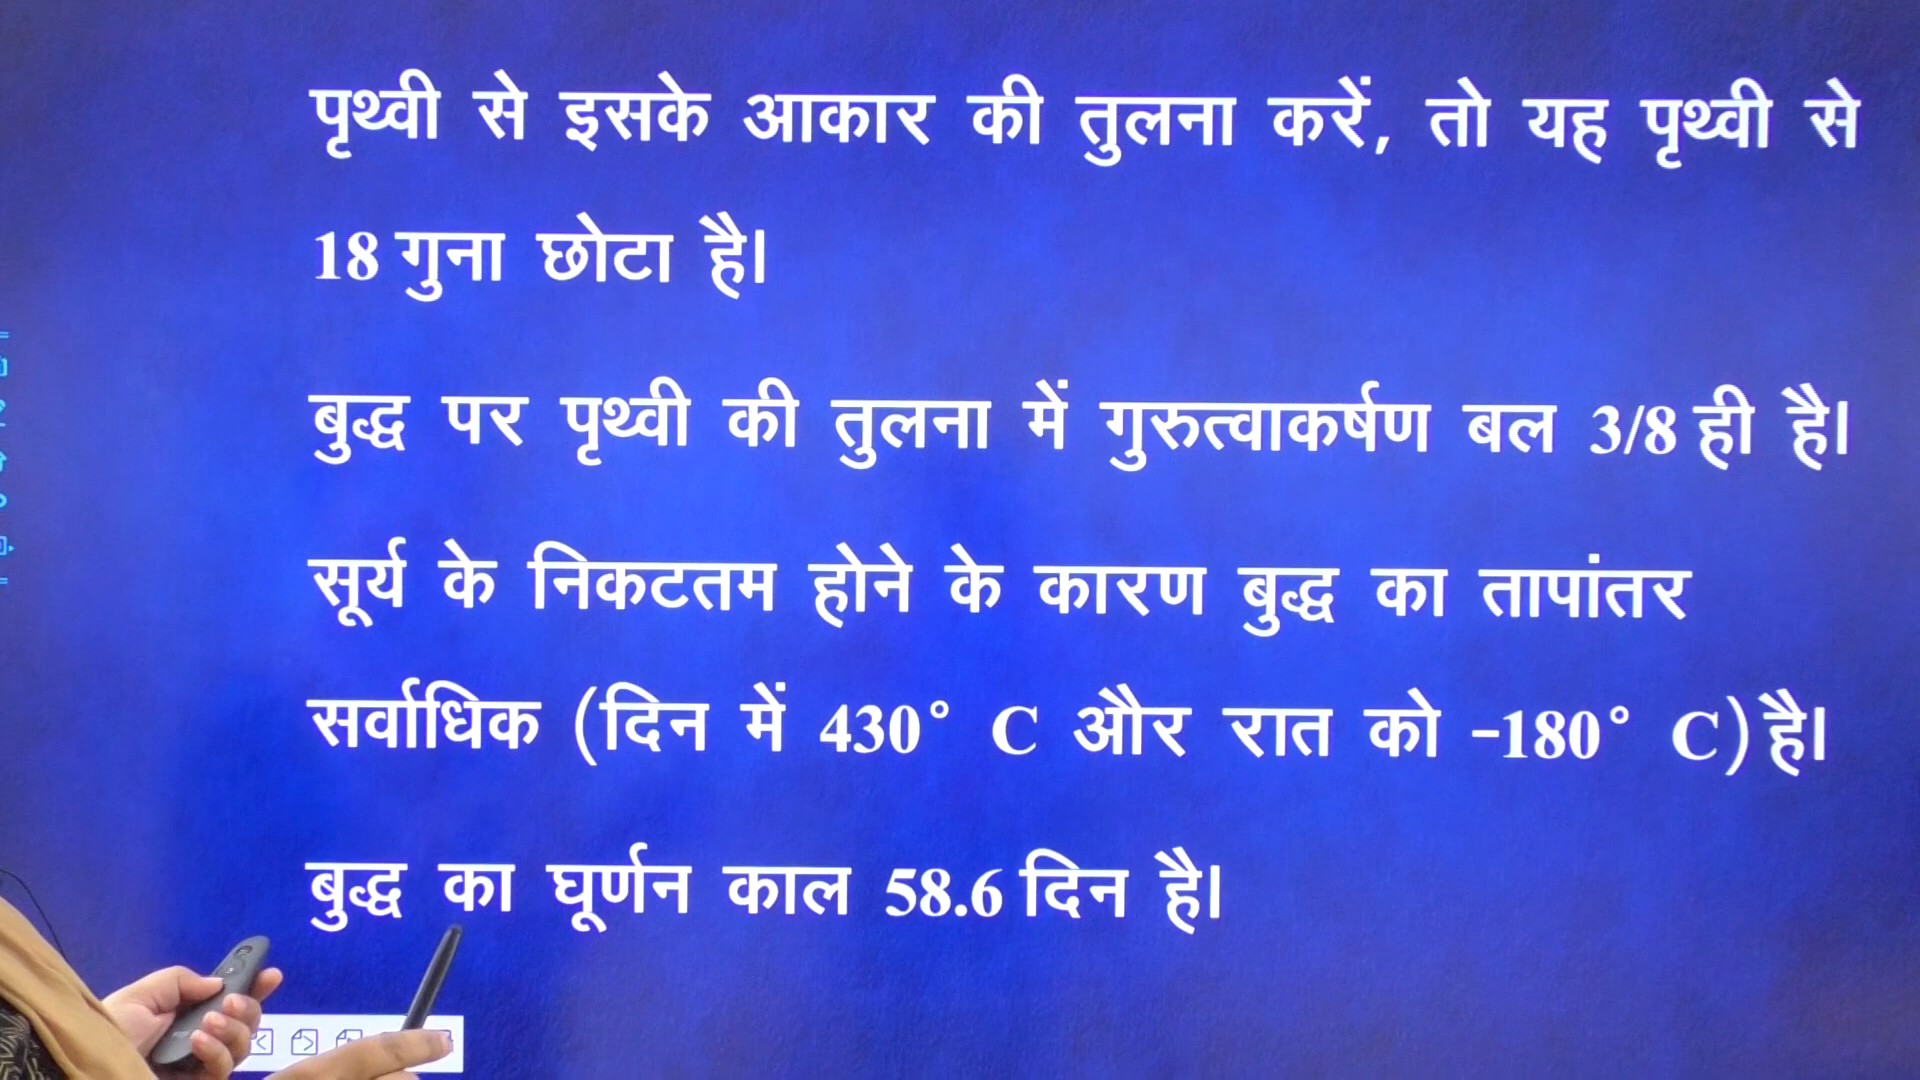 पृथ्वी से इसके आकार की तुलना करें, तो यह पृथ्वी से
18 गुना छोटा है।
बुद्ध पर पृथ्वी की तुलना में गुरुत्वाकर्षण बल 3/8 ही है।
सूर्य के निकटतम होने के कारण बुद्ध का तापांतर
सर्वाधिक (दिन में 430° C और रात को -180° C) है।
बुद्ध का घूर्णन काल 58.6 दिन है।